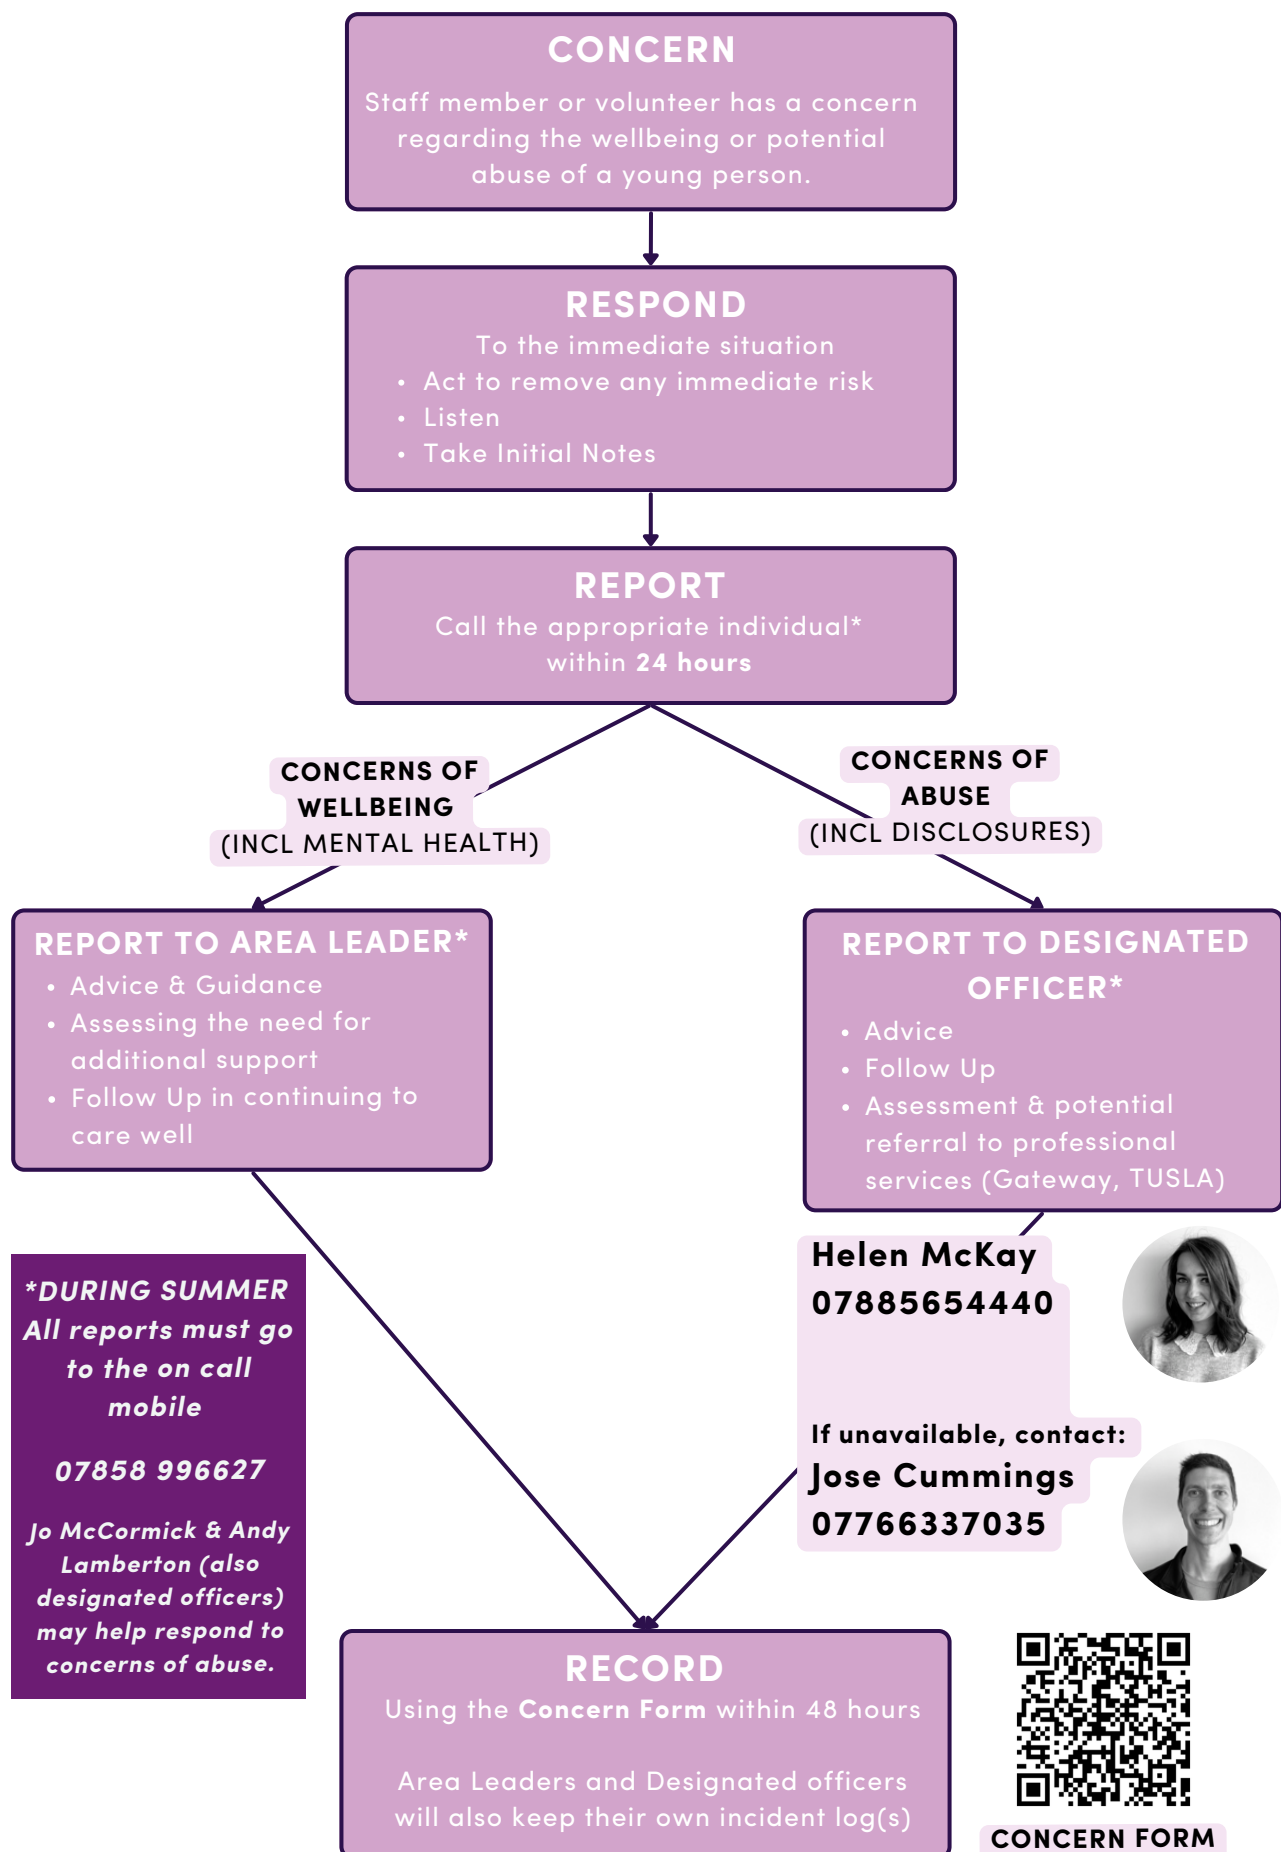 CONCERN
Staff member or volunteer has a concern
regarding the wellbeing or potential
abuse of a young person.
RESPOND
To the immediate situation
• Act to remove any immediate risk
• Listen
• Take Initial Notes
REPORT
Call the appropriate individual*
within 24 hours
CONCERNS OF
WELLBEING
(INCL MENTAL HEALTH)
CONCERNS OF
ABUSE
(INCL DISCLOSURES)
REPORT TO AREA LEADER*
• Advice & Guidance
• Assessing the need for
additional support
• Follow Up in continuing to
care well
REPORT TO DESIGNATED
OFFICER*
• Advice
• Follow Up
• Assessment & potential
referral to professional
services (Gateway, TUSLA)
*DURING SUMMER
All reports must go
to the on call
mobile
07858 996627
Jo McCormick & Andy
Lamberton (also
designated officers)
may help respond to
concerns of abuse.
Helen McKay
07885654440
If unavailable, contact:
Jose Cummings
07766337035
RECORD
Using the Concern Form within 48 hours
Area Leaders and Designated officers
will also keep their own incident log(s)
CONCERN FORM